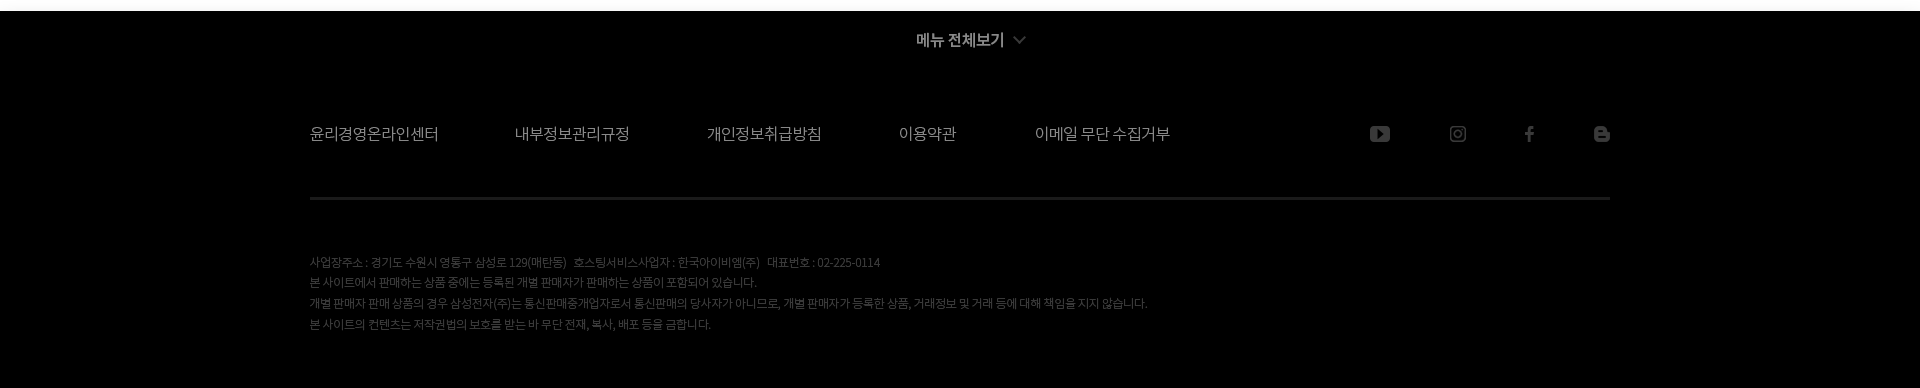 메뉴 전체보기
윤리경영온라인센터 내부정보관리규정 개인정보취급방침 이용약관 이메일 무단 수집거부
사업장주소 : 경기도 수원시 영통구 삼성로 129(매탄동) 호스팅서비스사업자 : 한국아이비엠(주) 대표번호 : 02-225-0114
본 사이트에서 판매하는 상품 중에는 등록된 개별 판매자가 판매하는 상품이 포함되어 있습니다.
개별 판매자 판매 상품의 경우 삼성전자(주)는 통신판매중개업자로서 통신판매의 당사자가 아니므로, 개별 판매자가 등록한 상품, 거래정보 및 거래 등에 대해 책임을 지지 않습니다.
본 사이트의 컨텐츠는 저작권법의 보호를 받는 바 무단 전재, 복사, 배포 등을 금합니다.